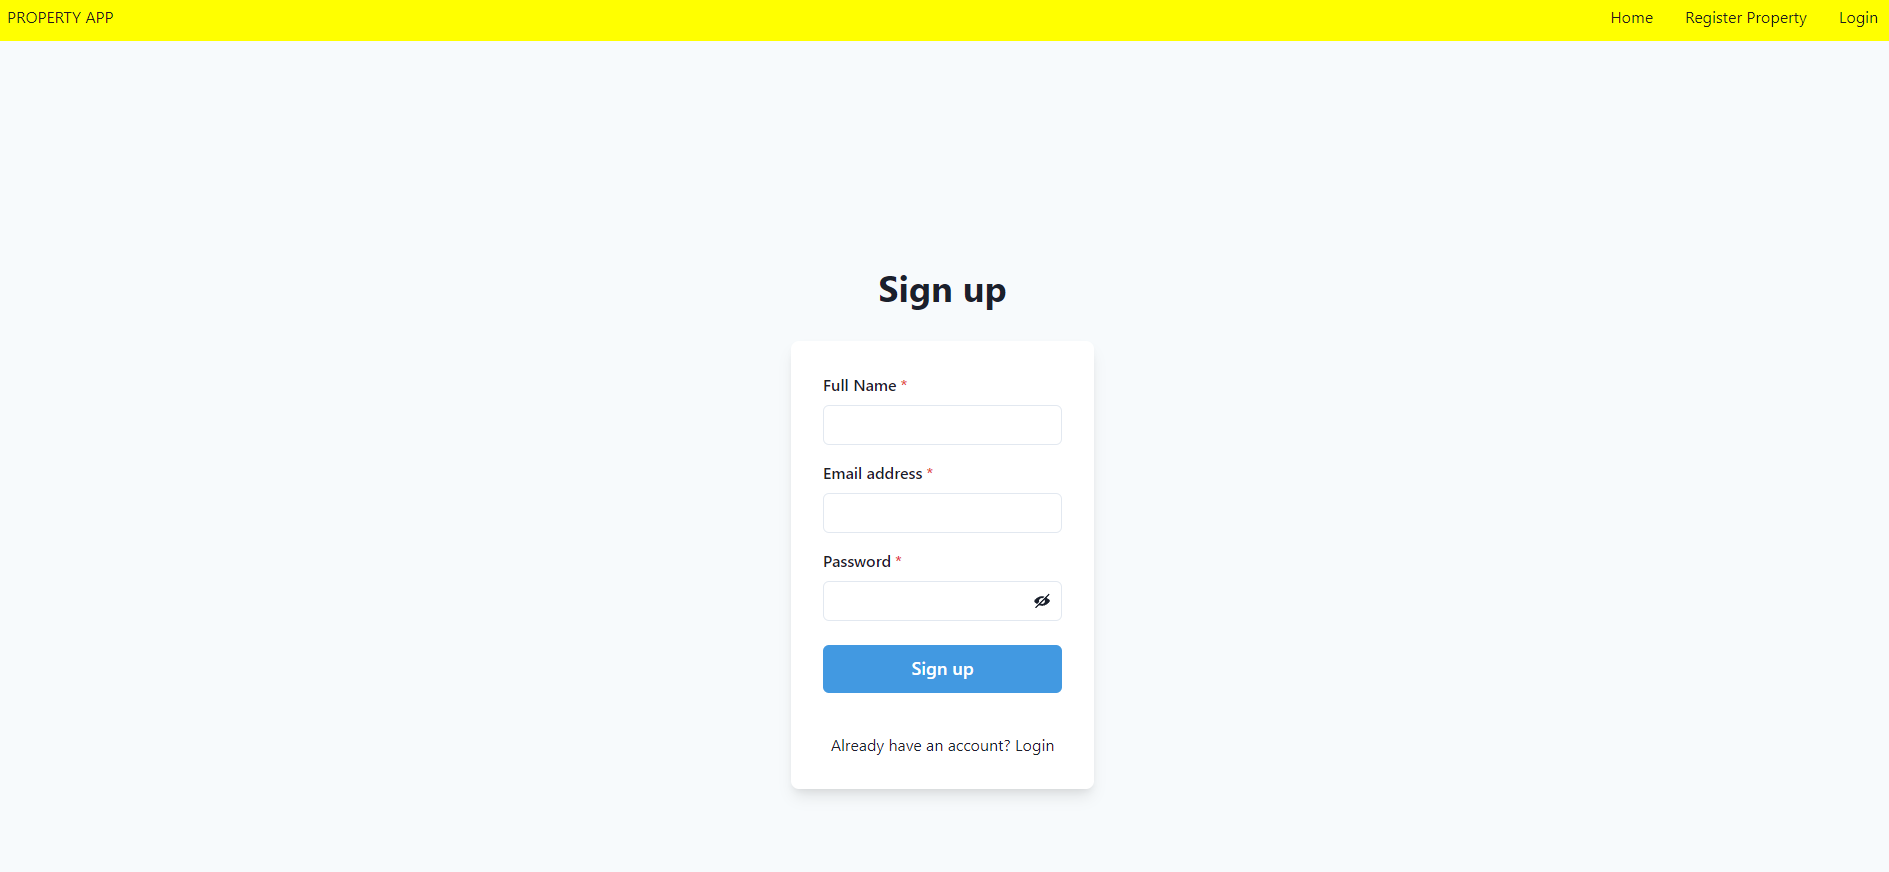 PROPERTY APP Home Register Property Login
Sign up
Full Name *
Email address *
Password *
Sign up
Already have an account? Login